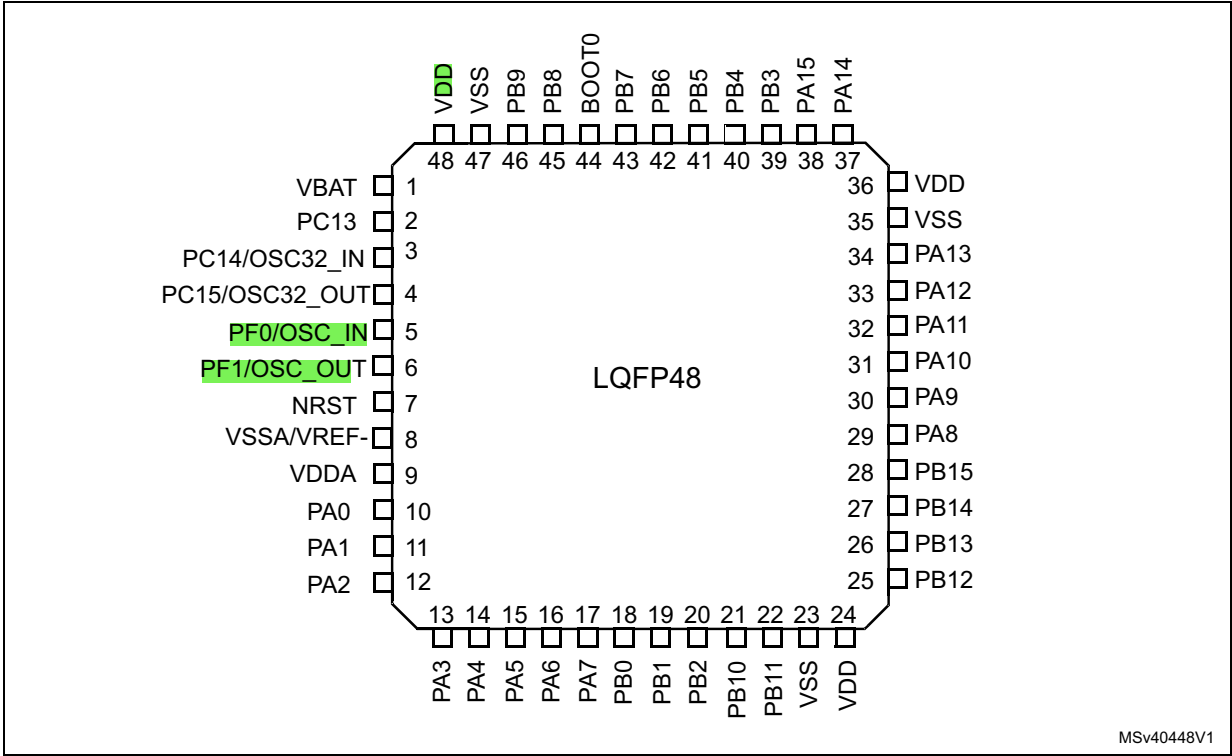 VDD
VSS
PB9
PB8
BOOT0
PB7
PB6
PB5
PB4
PB3
PA15
PA14
48 47 46 45 44 43 42 41 40 39 38 37
VBAT 1
PC13 2
PC14/OSC32_IN 3
PC15/OSC32_OUT 4
PF0/OSC_IN 5
PF1/OSC_OUT 6
NRST 7
VSSA/VREF- 8
VDDA 9
PA0 10
PA1 11
PA2 12
LQFP48
36 VDD
35 VSS
34 PA13
33 PA12
32 PA11
31 PA10
30 PA9
29 PA8
28 PB15
27 PB14
26 PB13
25 PB12
13 14 15 16 17 18 19 20 21 22 23 24
PA3
PA4
PA5
PA6
PA7
PB0
PB1
PB2
PB10
PB11
VSS
VDD
MSv40448V1